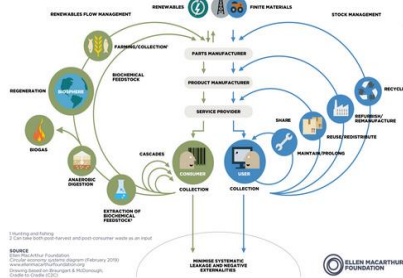 RENEWABLES
FINITE MATERIALS
RENEWABLES FLOW MANAGEMENT
STOCK MANAGEMENT
FARMING/COLLECTION¹
PARTS MANUFACTURER
BIOCHEMICAL
FEEDSTOCK
PRODUCT MANUFACTURER
REGENERATION
BIOSPHERE
RECYCLE
SERVICE PROVIDER
REFURBISH/
REMANUFACTURE
SHARE
REUSE/REDISTRIBUTE
BIOGAS
CASCADES
MAINTAIN/PROLONG
CONSUMER
USER
ANAEROBIC
DIGESTION
COLLECTION
COLLECTION
EXTRACTION OF
BIOCHEMICAL
FEEDSTOCK²
1 Hunting and fishing
2 Can take both post-harvest and post-consumer waste as an input
SOURCE
Ellen MacArthur Foundation
Circular economy systems diagram (February 2019)
www.ellenmacarthurfoundation.org
Drawing based on Braungart & McDonough,
Cradle to Cradle (C2C)
MINIMISE SYSTEMATIC
LEAKAGE AND NEGATIVE
EXTERNALITIES
ELLEN MACARTHUR
FOUNDATION